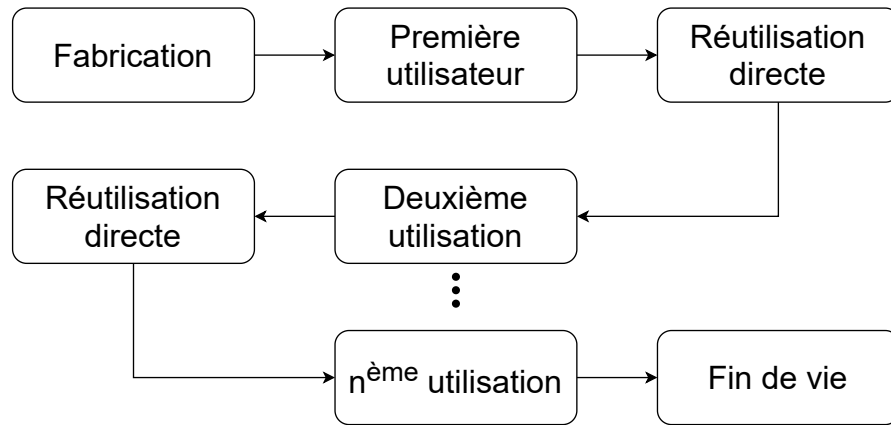 Fabrication
Première
utilisateur
Réutilisation
directe
Deuxième
utilisation
Réutilisation
directe
nème utilisation
Fin de vie